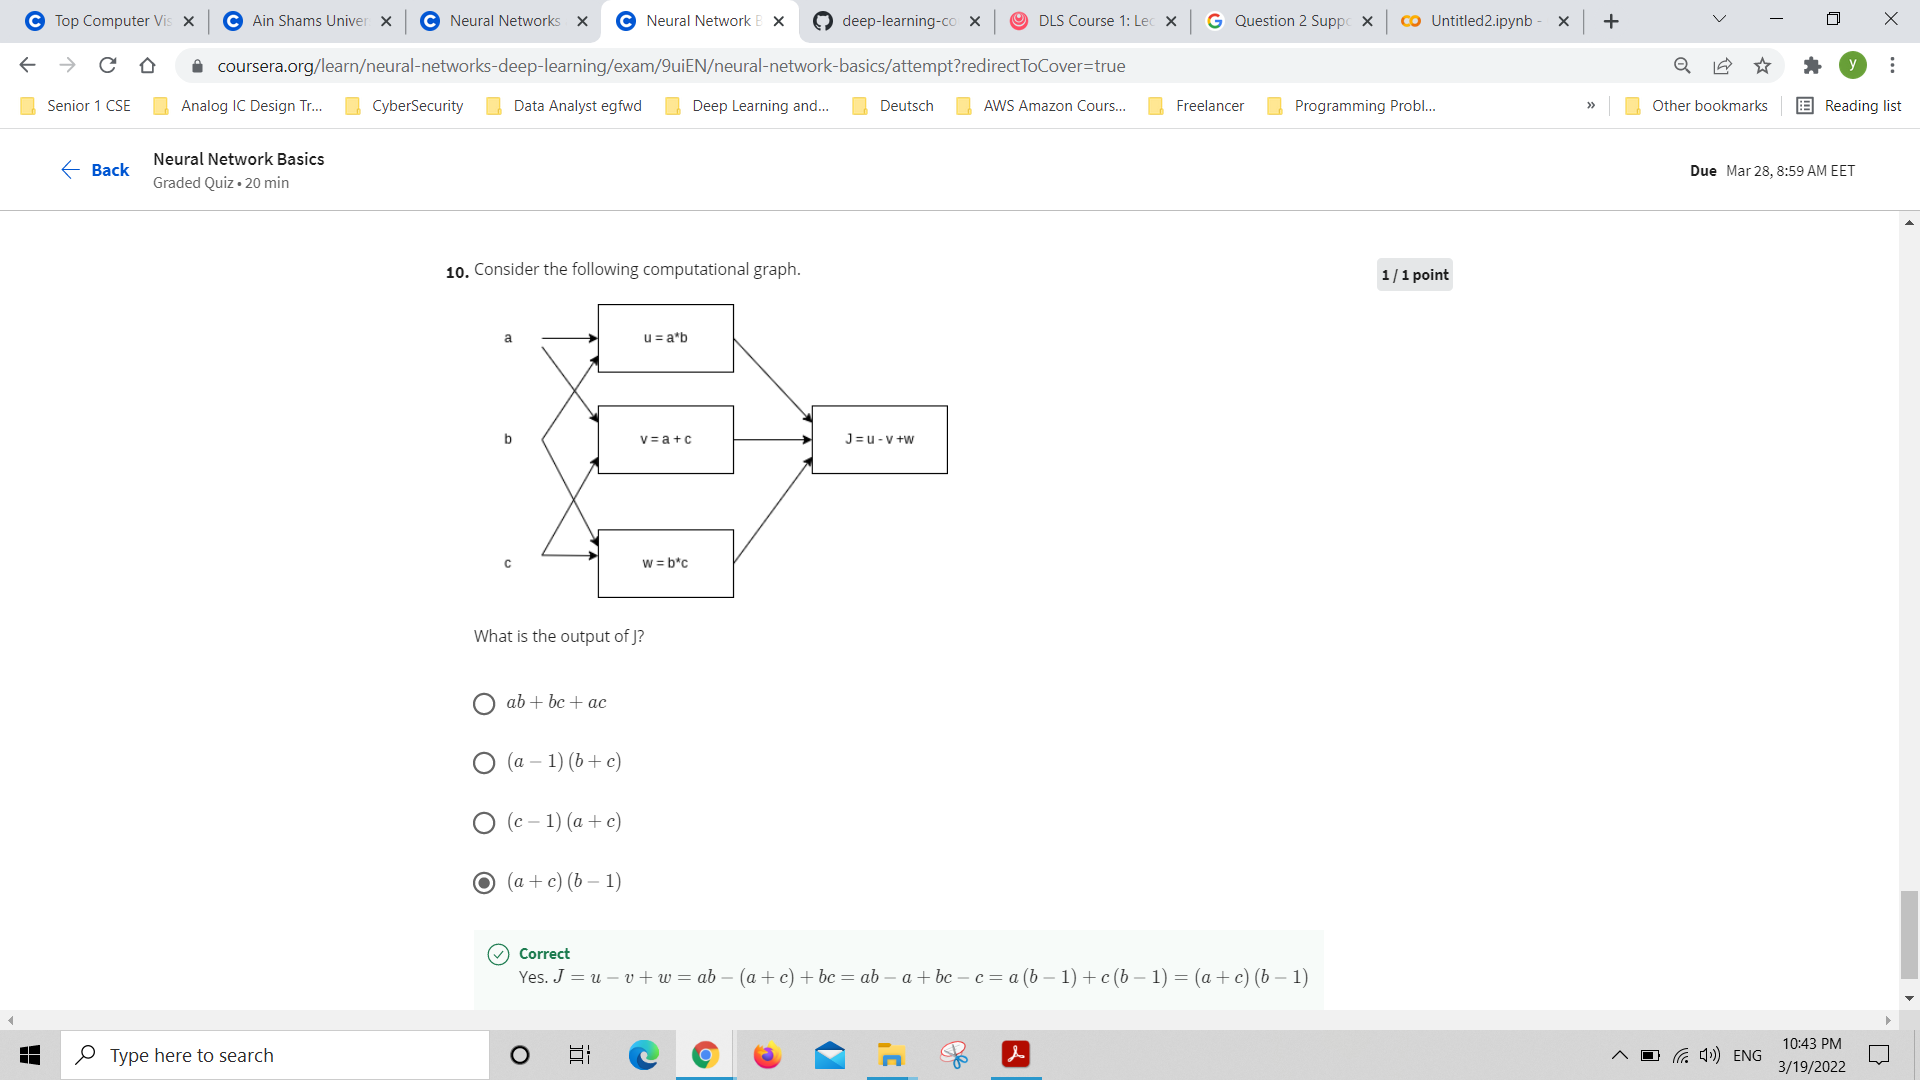 Top Computer Vis
Ain Shams Univer
Neural Networks
Neural Network B
deep-learning-co
DLS Course 1: Lec
Question 2 Suppo
Untitled2.ipynb -
coursera.org/learn/neural-networks-deep-learning/exam/9uiEN/neural-network-basics/attempt?redirectToCover=true
y
Senior 1 CSE
Analog IC Design Tr...
CyberSecurity
Data Analyst egfwd
Deep Learning and...
Deutsch
AWS Amazon Cours...
Freelancer
Programming Probl...
»
Other bookmarks
Reading list
Back
Neural Network Basics
Graded Quiz • 20 min
Due Mar 28, 8:59 AM EET
10. Consider the following computational graph.
1 / 1 point
a
u = a*b
b
v = a + c
J = u - v +w
c
w = b*c
What is the output of J?
ab + bc + ac
(a − 1) (b + c)
(c − 1) (a + c)
(a + c) (b − 1)
Correct
Yes. J = u − v + w = ab − (a + c) + bc = ab − a + bc − c = a (b − 1) + c (b − 1) = (a + c) (b − 1)
Type here to search
ENG
10:43 PM
3/19/2022